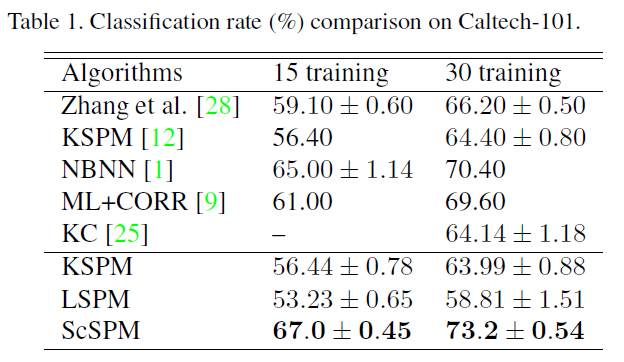 Table 1. Classification rate (%) comparison on Caltech-101.
Algorithms 15 training 30 training
Zhang et al. [28] 59.10 ± 0.60 66.20 ± 0.50
KSPM [12] 56.40 64.40 ± 0.80
NBNN [1] 65.00 ± 1.14 70.40
ML+CORR [9] 61.00 69.60
KC [25] – 64.14 ± 1.18
KSPM 56.44 ± 0.78 63.99 ± 0.88
LSPM 53.23 ± 0.65 58.81 ± 1.51
ScSPM 67.0 ± 0.45 73.2 ± 0.54